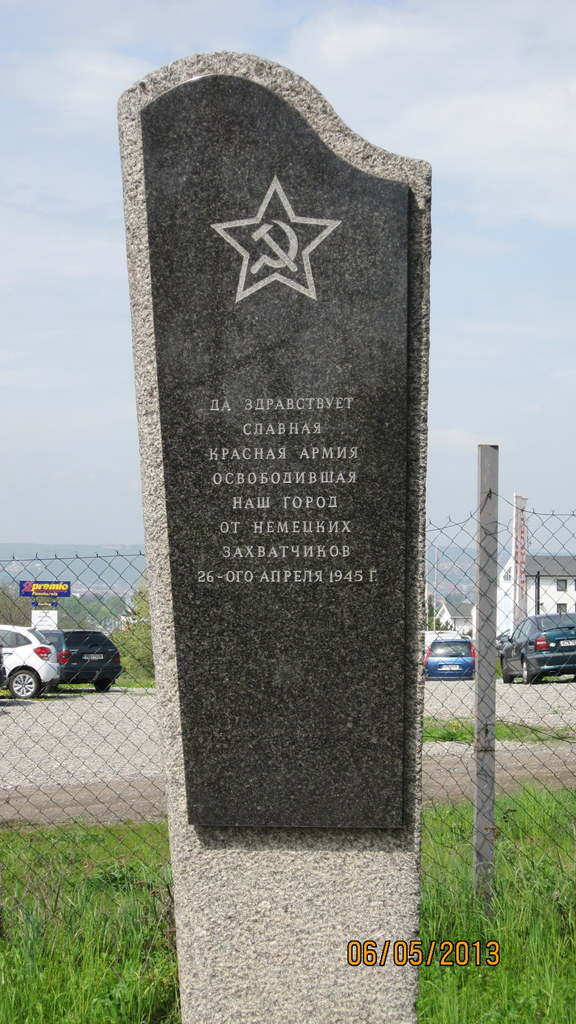 ДА ЗДРАВСТВУЕТ
СЛАВНАЯ
КРАСНАЯ АРМИЯ
ОСВОБОДИВШАЯ
НАШ ГОРОД
ОТ НЕМЕЦКИХ
ЗАХВАТЧИКОВ
26-ОГО АПРЕЛЯ 1945 Г.
premio
06/05/2013